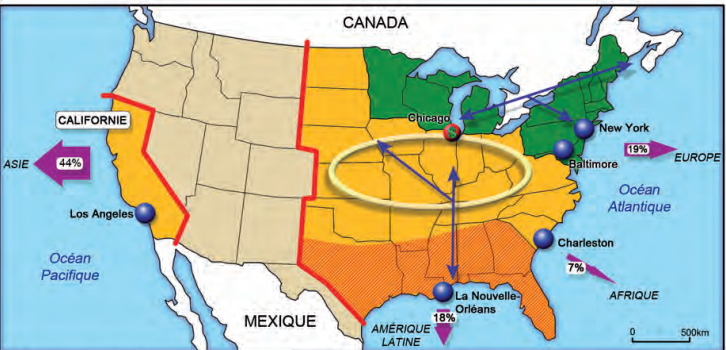 CANADA
CALIFORNIE
Chicago
New York
ASIE
44%
Baltimore
19%
EUROPE
Océan
Atlantique
Los Angeles
Océan
Pacifique
Charleston
7%
AFRIQUE
La Nouvelle-
Orléans
18%
MEXIQUE
AMÉRIQUE
LATINE
0
500km